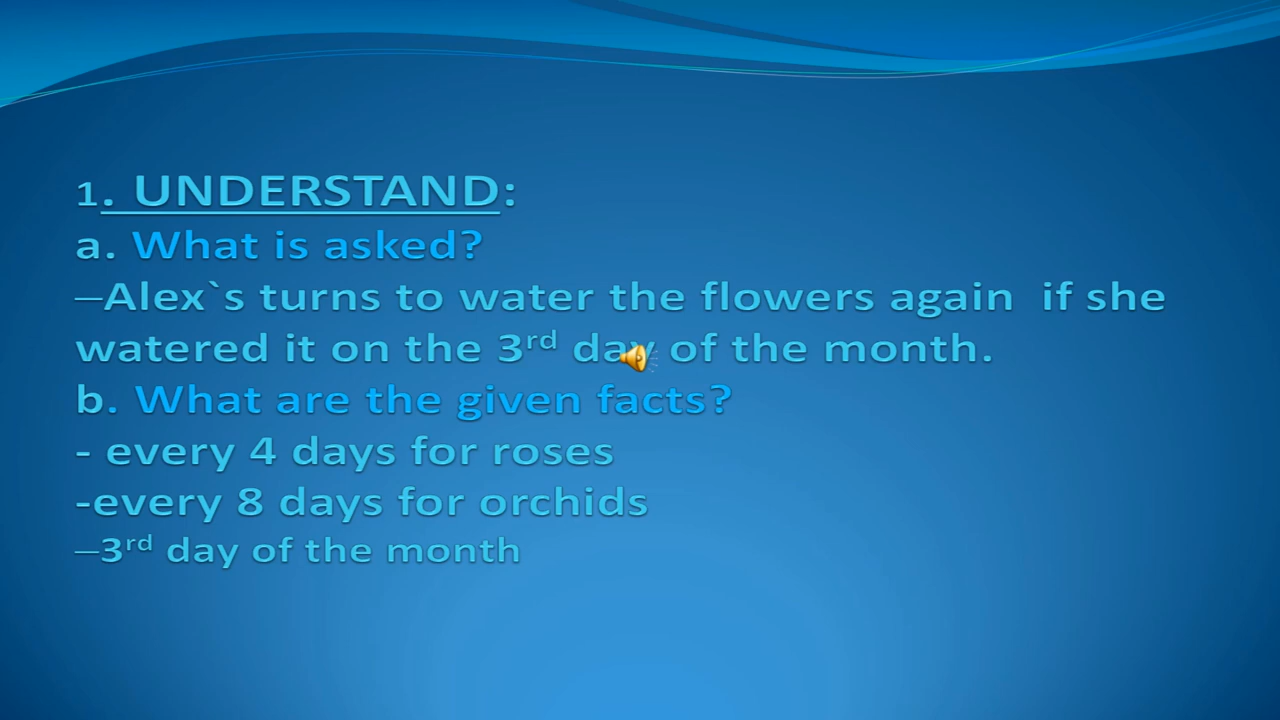 1. UNDERSTAND:
a. What is asked?
–Alex`s turns to water the flowers again  if she
watered it on the 3rd day of the month.
b. What are the given facts?
- every 4 days for roses
-every 8 days for orchids
–3rd day of the month